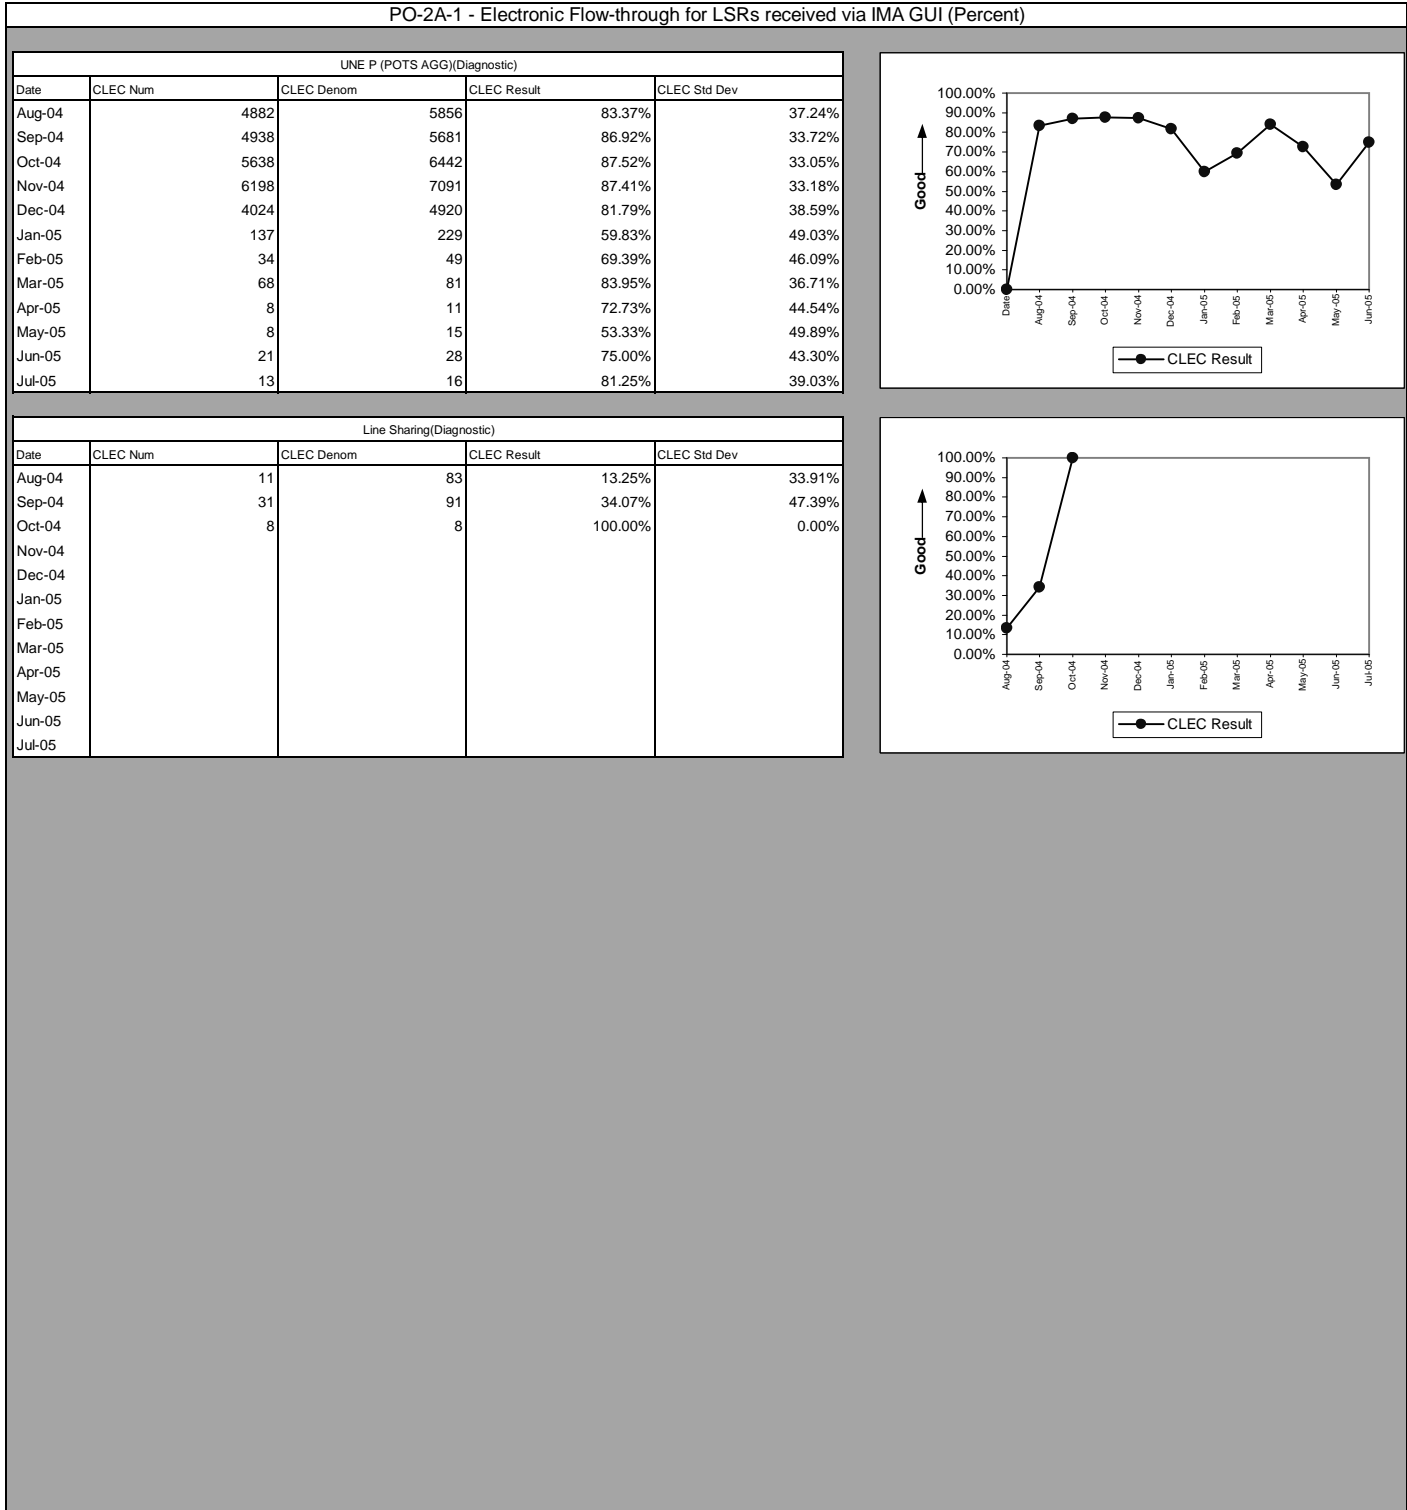 PO-2A-1 - Electronic Flow-through for LSRs received via IMA GUI (Percent)
UNE P (POTS AGG)(Diagnostic)
Date CLEC Num CLEC Denom CLEC Result CLEC Std Dev
Aug-04 4882 5856 83.37% 37.24%
Sep-04 4938 5681 86.92% 33.72%
Oct-04 5638 6442 87.52% 33.05%
Nov-04 6198 7091 87.41% 33.18%
Dec-04 4024 4920 81.79% 38.59%
Jan-05 137 229 59.83% 49.03%
Feb-05 34 49 69.39% 46.09%
Mar-05 68 81 83.95% 36.71%
Apr-05 8 11 72.73% 44.54%
May-05 8 15 53.33% 49.89%
Jun-05 21 28 75.00% 43.30%
Jul-05 13 16 81.25% 39.03%
Good
100.00%
90.00%
80.00%
70.00%
60.00%
50.00%
40.00%
30.00%
20.00%
10.00%
0.00%
Date Aug-04 Sep-04 Oct-04 Nov-04 Dec-04 Jan-05 Feb-05 Mar-05 Apr-05 May-05 Jun-05
CLEC Result
Line Sharing(Diagnostic)
Date CLEC Num CLEC Denom CLEC Result CLEC Std Dev
Aug-04 11 83 13.25% 33.91%
Sep-04 31 91 34.07% 47.39%
Oct-04 8 8 100.00% 0.00%
Nov-04
Dec-04
Jan-05
Feb-05
Mar-05
Apr-05
May-05
Jun-05
Jul-05
Good
100.00%
90.00%
80.00%
70.00%
60.00%
50.00%
40.00%
30.00%
20.00%
10.00%
0.00%
Aug-04 Sep-04 Oct-04 Nov-04 Dec-04 Jan-05 Feb-05 Mar-05 Apr-05 May-05 Jun-05 Jul-05
CLEC Result